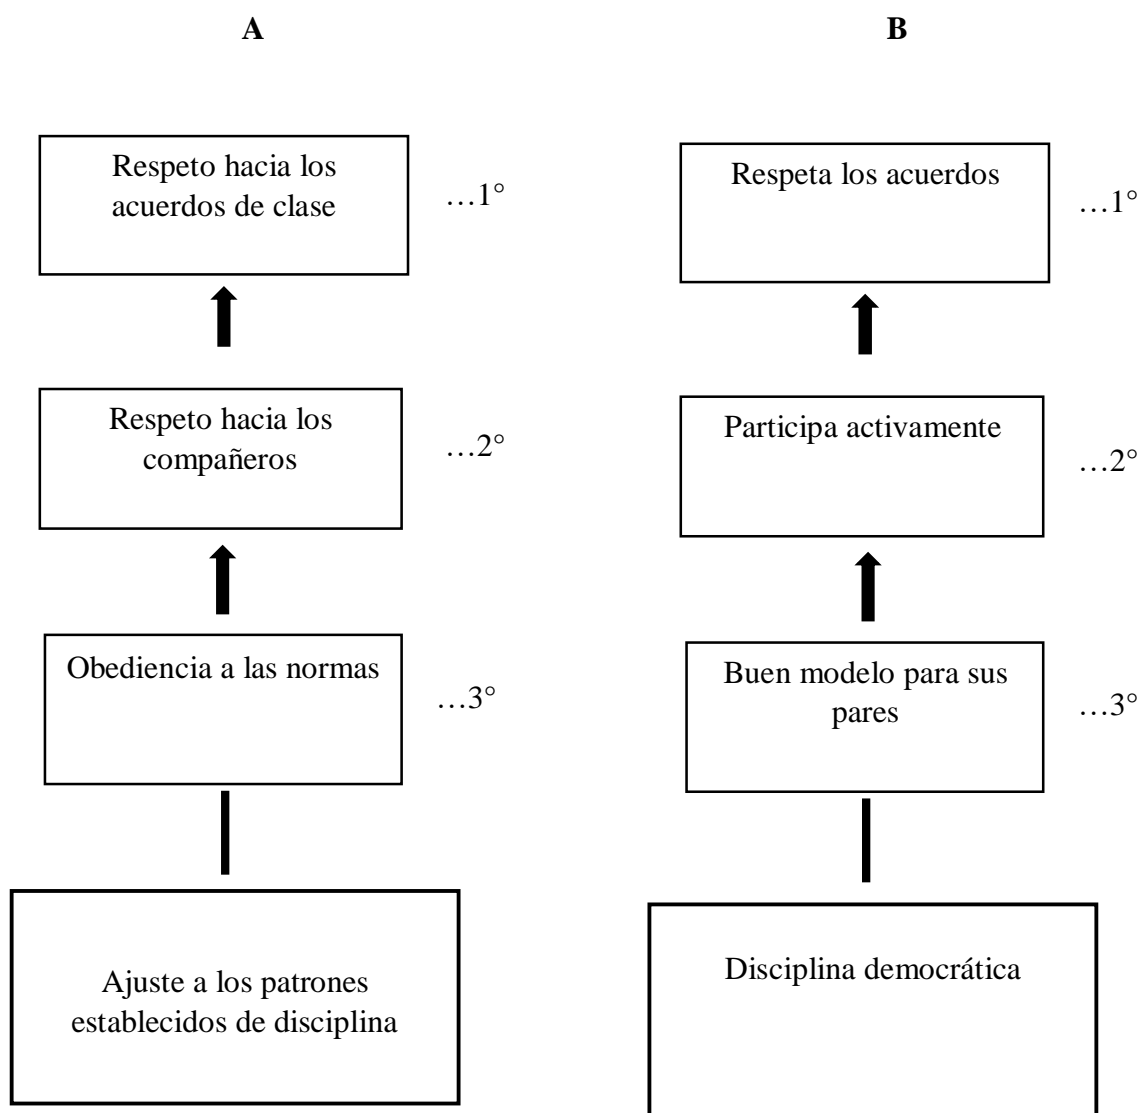 A
B
Respeto hacia los
acuerdos de clase
…1°
Respeta los acuerdos
…1°
Respeto hacia los
compañeros
…2°
Participa activamente
…2°
Obediencia a las normas
…3°
Buen modelo para sus
pares
…3°
Ajuste a los patrones
establecidos de disciplina
Disciplina democrática